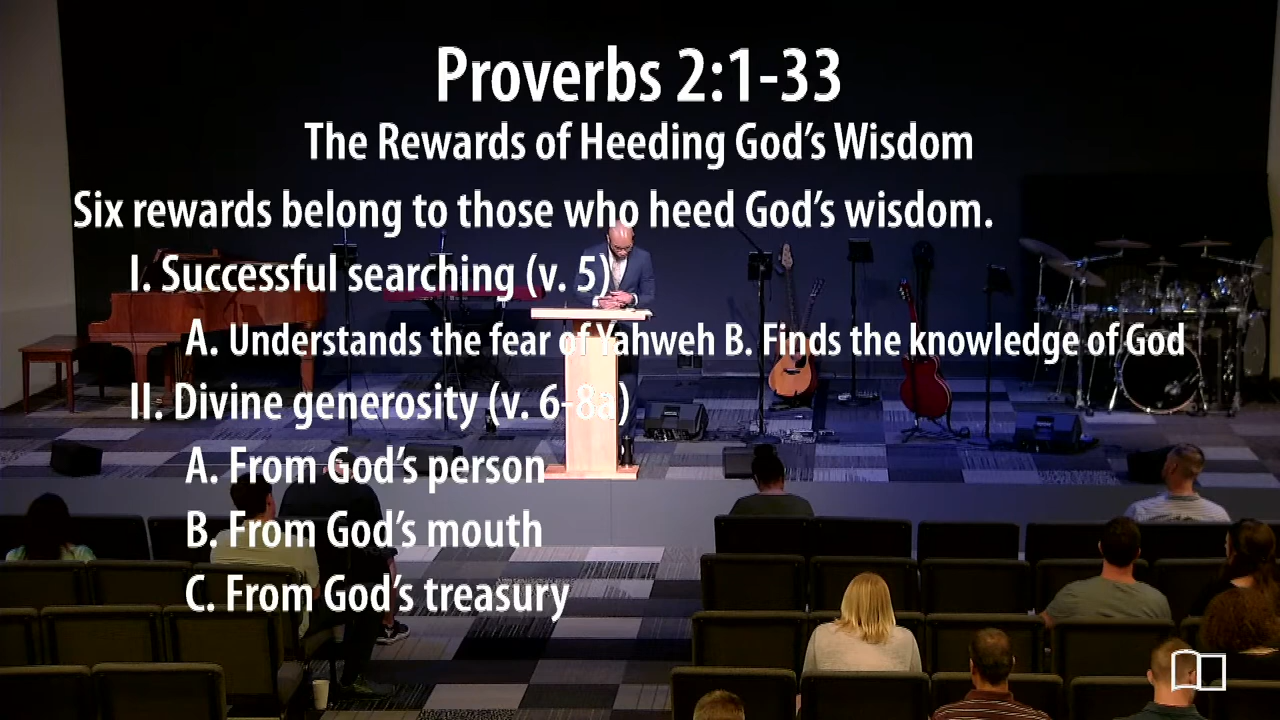 Proverbs 2:1-33
The Rewards of Heeding God's Wisdom
Six rewards belong to those who heed God's wisdom.
I. Successful searching (v. 5)
A. Understands the fear of Yahweh B. Finds the knowledge of God
II. Divine generosity (v. 6-8a)
A. From God's person
B. From God's mouth
C. From God's treasury